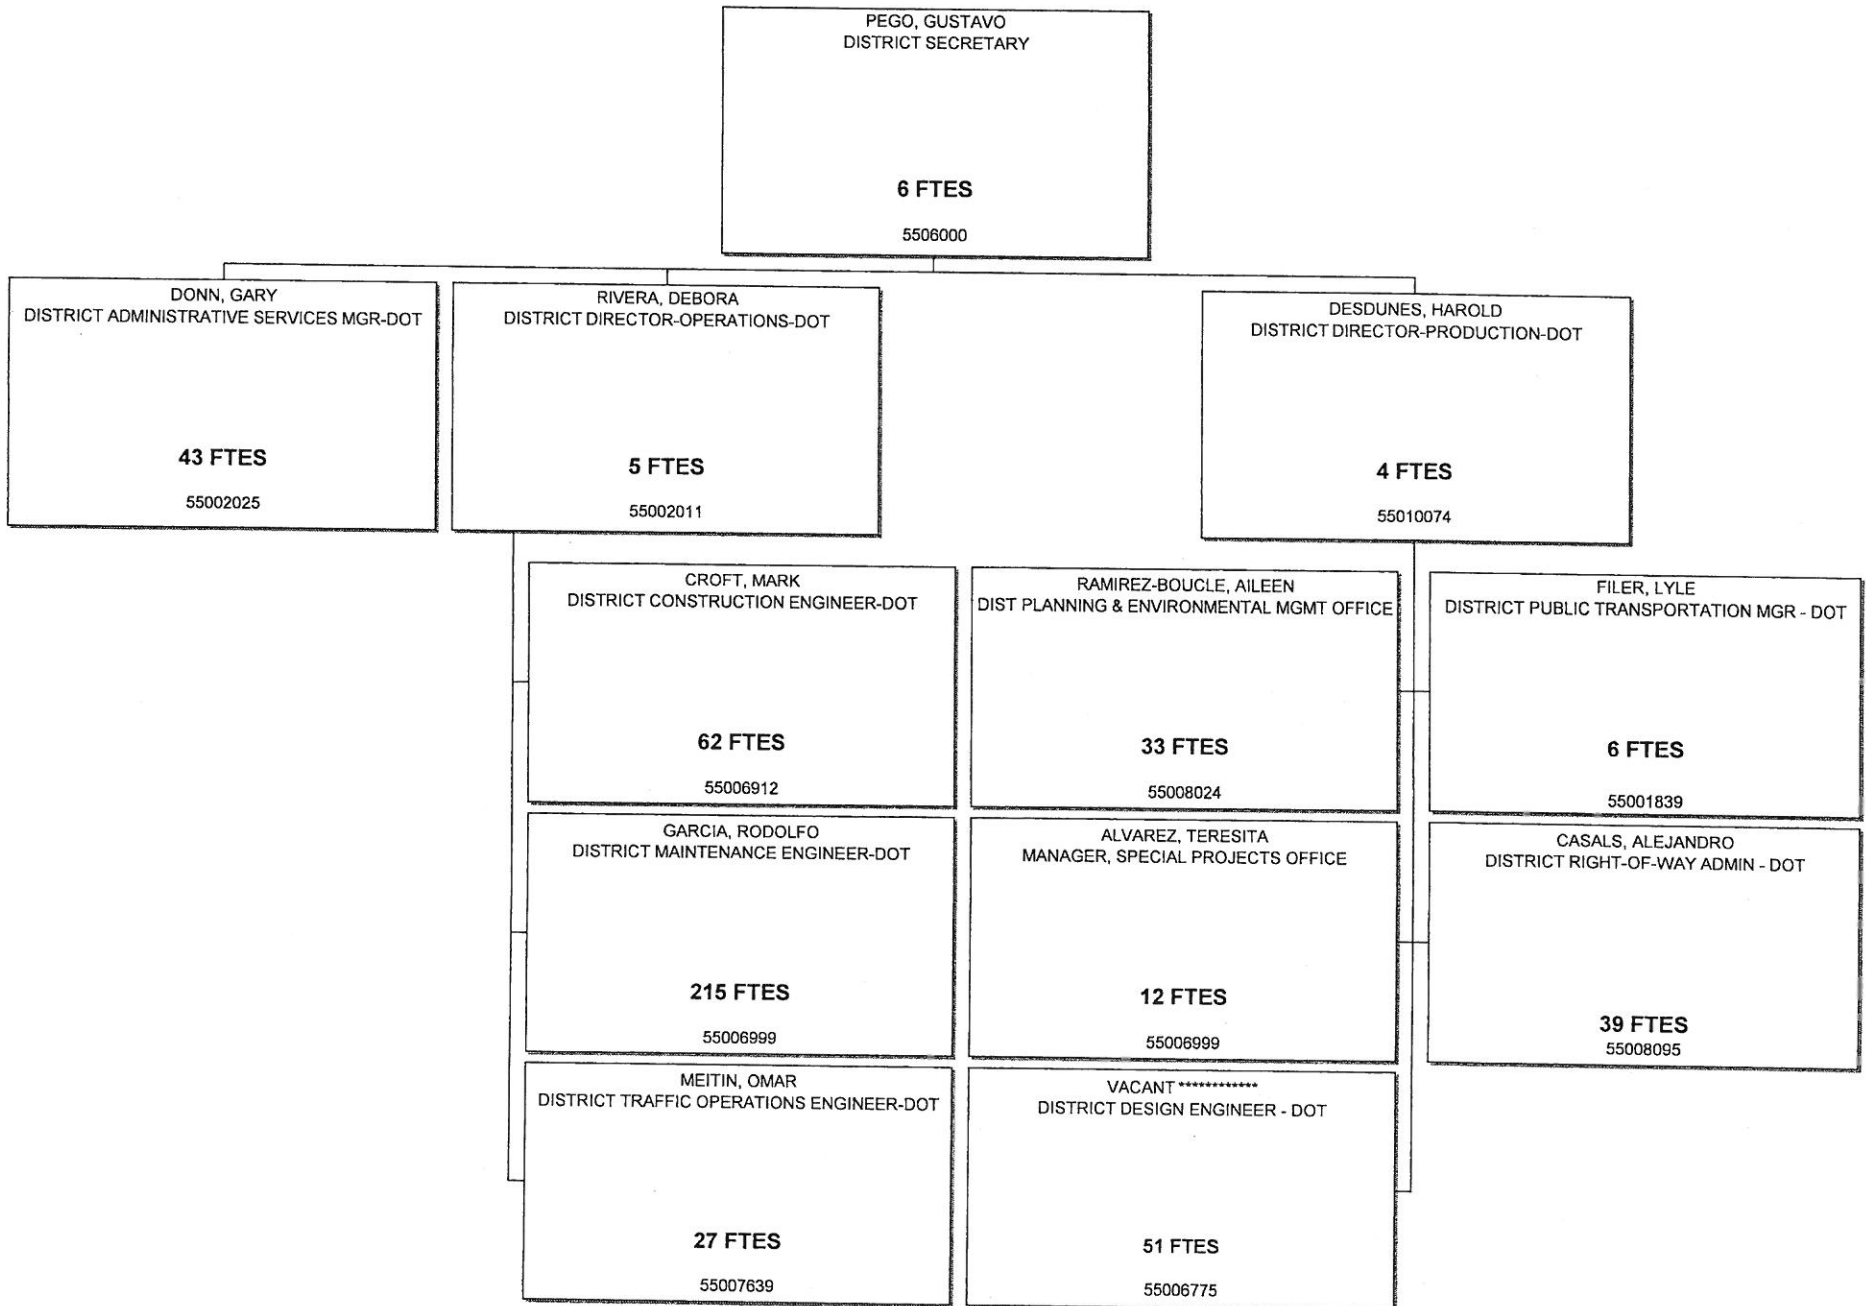 PEGO, GUSTAVO
DISTRICT SECRETARY
6 FTES
5506000
DONN, GARY
DISTRICT ADMINISTRATIVE SERVICES MGR-DOT
43 FTES
55002025
RIVERA, DEBORA
DISTRICT DIRECTOR-OPERATIONS-DOT
5 FTES
55002011
DESDUNES, HAROLD
DISTRICT DIRECTOR-PRODUCTION-DOT
4 FTES
55010074
CROFT, MARK
DISTRICT CONSTRUCTION ENGINEER-DOT
62 FTES
55006912
RAMIREZ-BOUCLE, AILEEN
DIST PLANNING & ENVIRONMENTAL MGMT OFFICE
33 FTES
55008024
FILER, LYLE
DISTRICT PUBLIC TRANSPORTATION MGR - DOT
6 FTES
55001839
GARCIA, RODOLFO
DISTRICT MAINTENANCE ENGINEER-DOT
215 FTES
55006999
ALVAREZ, TERESITA
MANAGER, SPECIAL PROJECTS OFFICE
12 FTES
55006999
CASALS, ALEJANDRO
DISTRICT RIGHT-OF-WAY ADMIN - DOT
39 FTES
55008095
MEITIN, OMAR
DISTRICT TRAFFIC OPERATIONS ENGINEER-DOT
27 FTES
55007639
VACANT ************
DISTRICT DESIGN ENGINEER - DOT
51 FTES
55006775